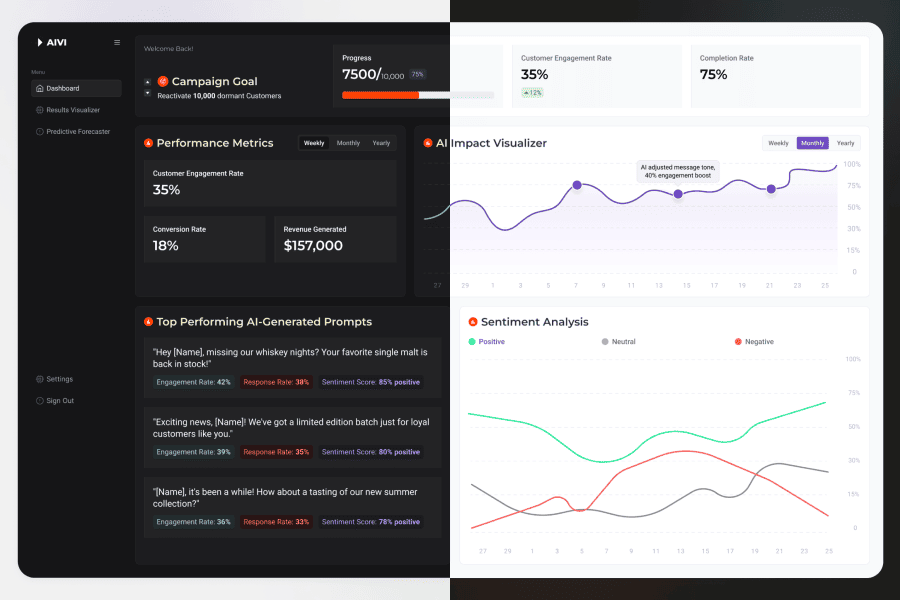 AIVI
Menu
Dashboard
Results Visualizer
Predictive Forecaster
Settings
Sign Out
Welcome Back!
Campaign Goal
Reactivate 10,000 dormant Customers
Progress
7500/10,000 75%
Customer Engagement Rate
35%
12%
Completion Rate
75%
Performance Metrics
Weekly Monthly Yearly
Customer Engagement Rate
35%
Conversion Rate
18%
Revenue Generated
$157,000
AI Impact Visualizer
Weekly Monthly Yearly
AI adjusted message tone,
40% engagement boost
100%
75%
50%
30%
15%
0
27 29 1 3 5 7 9 11 13 15 17 19 21 23 25
Top Performing AI-Generated Prompts
"Hey [Name], missing our whiskey nights? Your favorite single malt is
back in stock!"
Engagement Rate: 42% Response Rate: 38% Sentiment Score: 85% positive
"Exciting news, [Name]! We've got a limited edition batch just for loyal
customers like you."
Engagement Rate: 39% Response Rate: 35% Sentiment Score: 80% positive
"[Name], it's been a while! How about a tasting of our new summer
collection?"
Engagement Rate: 36% Response Rate: 33% Sentiment Score: 78% positive
Sentiment Analysis
Positive Neutral Negative
100%
75%
50%
30%
15%
0
27 29 1 3 5 7 9 11 13 15 17 19 21 23 25